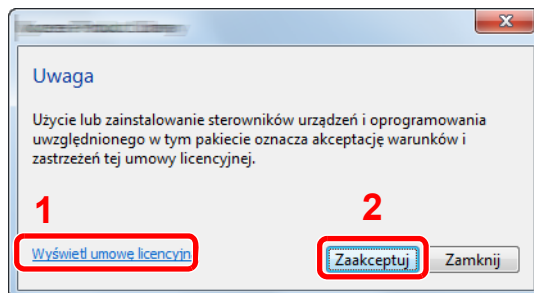 Uwaga
Użycie lub zainstalowanie sterowników urządzeń i oprogramowania
uwzględnionego w tym pakiecie oznacza akceptację warunków i
zastrzeżeń tej umowy licencyjnej.
1
2
Wyświetl umowę licencyjn
Zaakceptuj
Zamknij